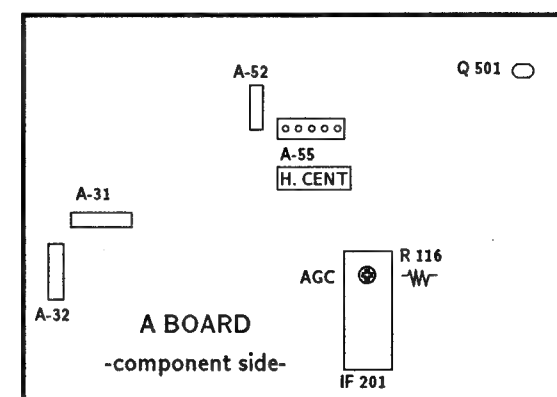 A-52
Q 501
A-55
H. CENT
A-31
R 116
AGC
A-32
A BOARD
-component side-
IF 201